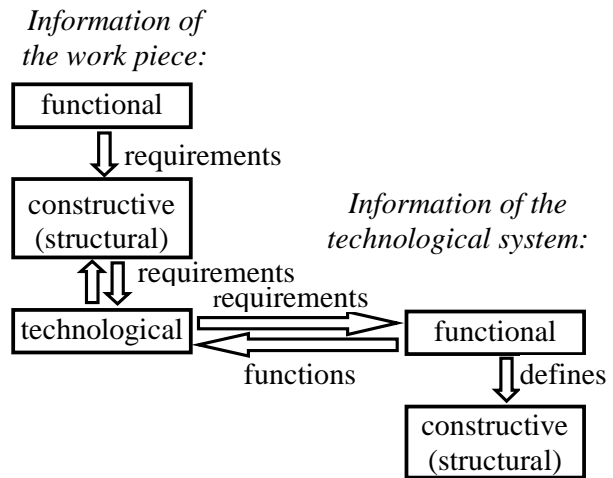 Information of
the work piece:
functional
requirements
constructive
(structural)
requirements
technological
Information of the
technological system:
requirements
functional
functions
defines
constructive
(structural)